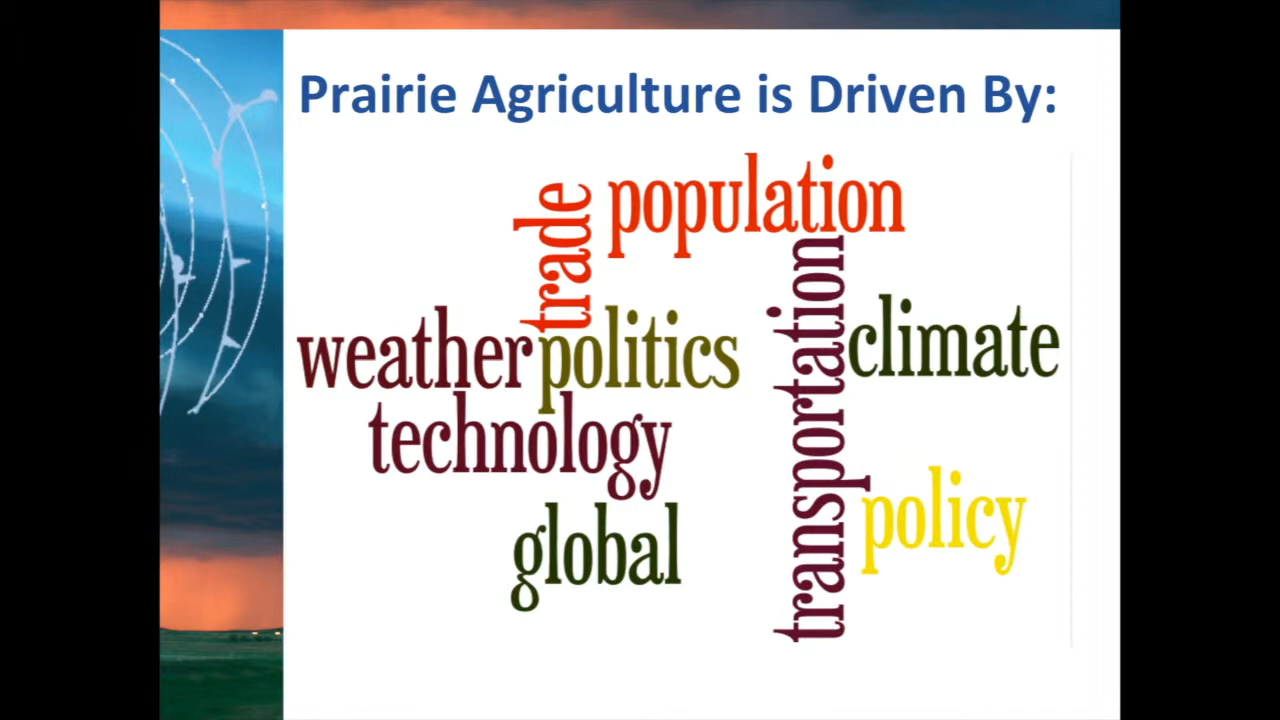 Prairie Agriculture is Driven By:
population
trade
transportation
climate
weather politics
technology
policy
global